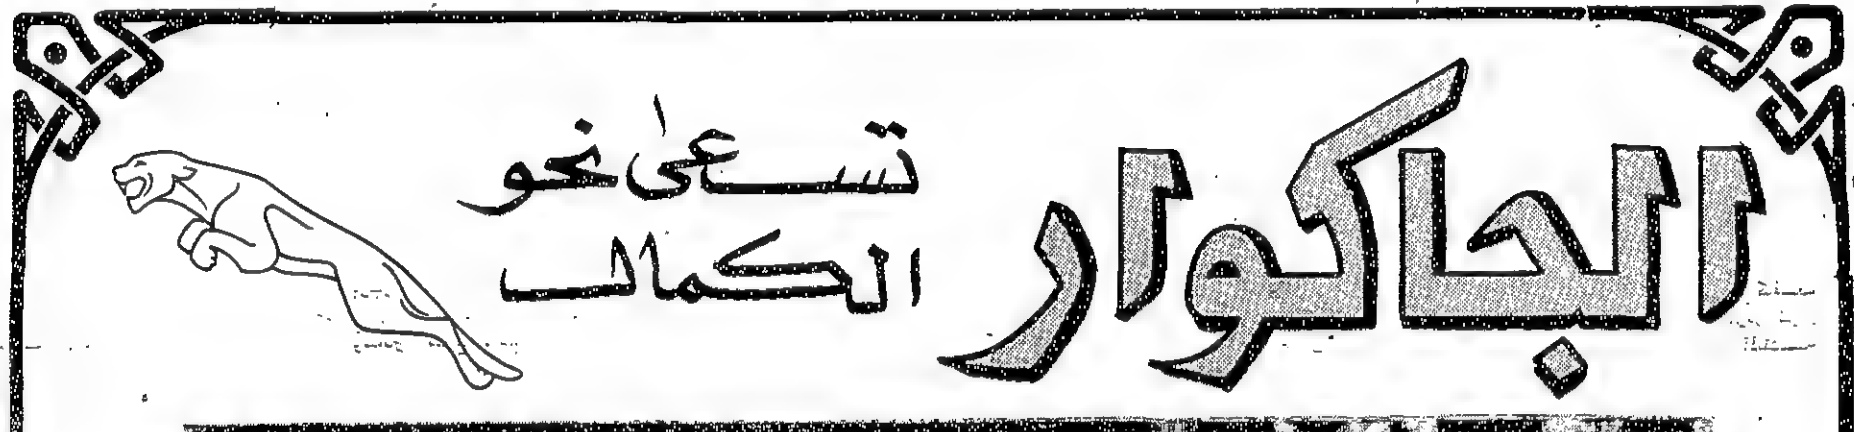 الجاكوار
تسعى نحو
الكمال